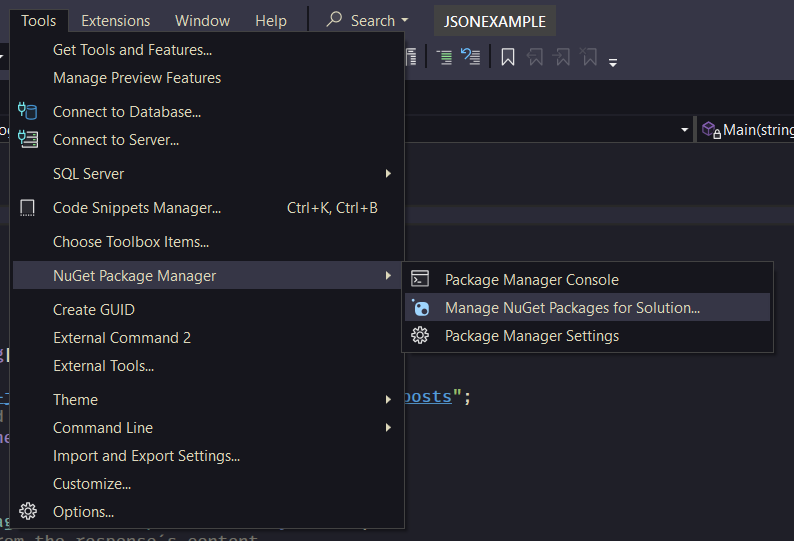 Tools Extensions Window Help Search JSONEXAMPLE
Get Tools and Features...
Manage Preview Features
Connect to Database...
Connect to Server...
Main(string
SQL Server
Code Snippets Manager... Ctrl+K, Ctrl+B
Choose Toolbox Items...
NuGet Package Manager
Package Manager Console
Create GUID
Manage NuGet Packages for Solution...
External Command 2
Package Manager Settings
External Tools...
Theme
posts";
Command Line
Import and Export Settings...
Customize...
Options...
from the response's content